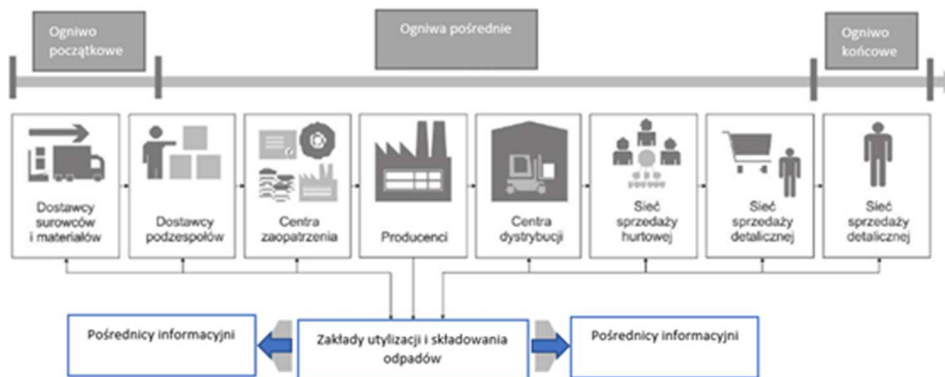 Ogniwo
początkowe
Ogniwa pośrednie
Ogniwo
końcowe
Dostawcy
surowców
i materiałów
Dostawcy
podzespołów
Centra
zaopatrzenia
Producenci
Centra
dystrybucji
Sieć
sprzedaży
hurtowej
Sieć
sprzedaży
detalicznej
Sieć
sprzedaży
detalicznej
Pośrednicy informacyjni
Zakłady utylizacji i składowania
odpadów
Pośrednicy informacyjni